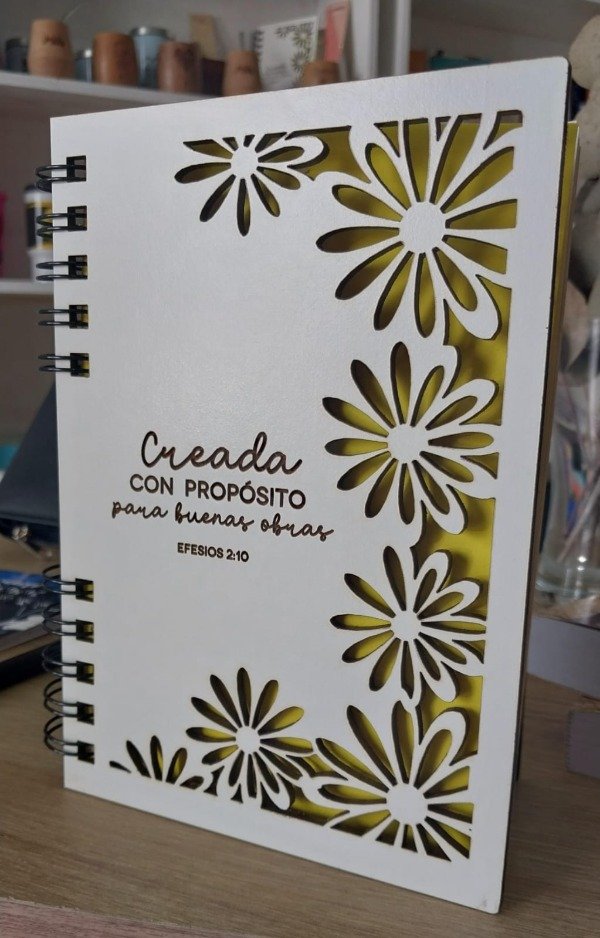 Creada
CON PROPÓSITO
para buenas obras
EFESIOS 2:10